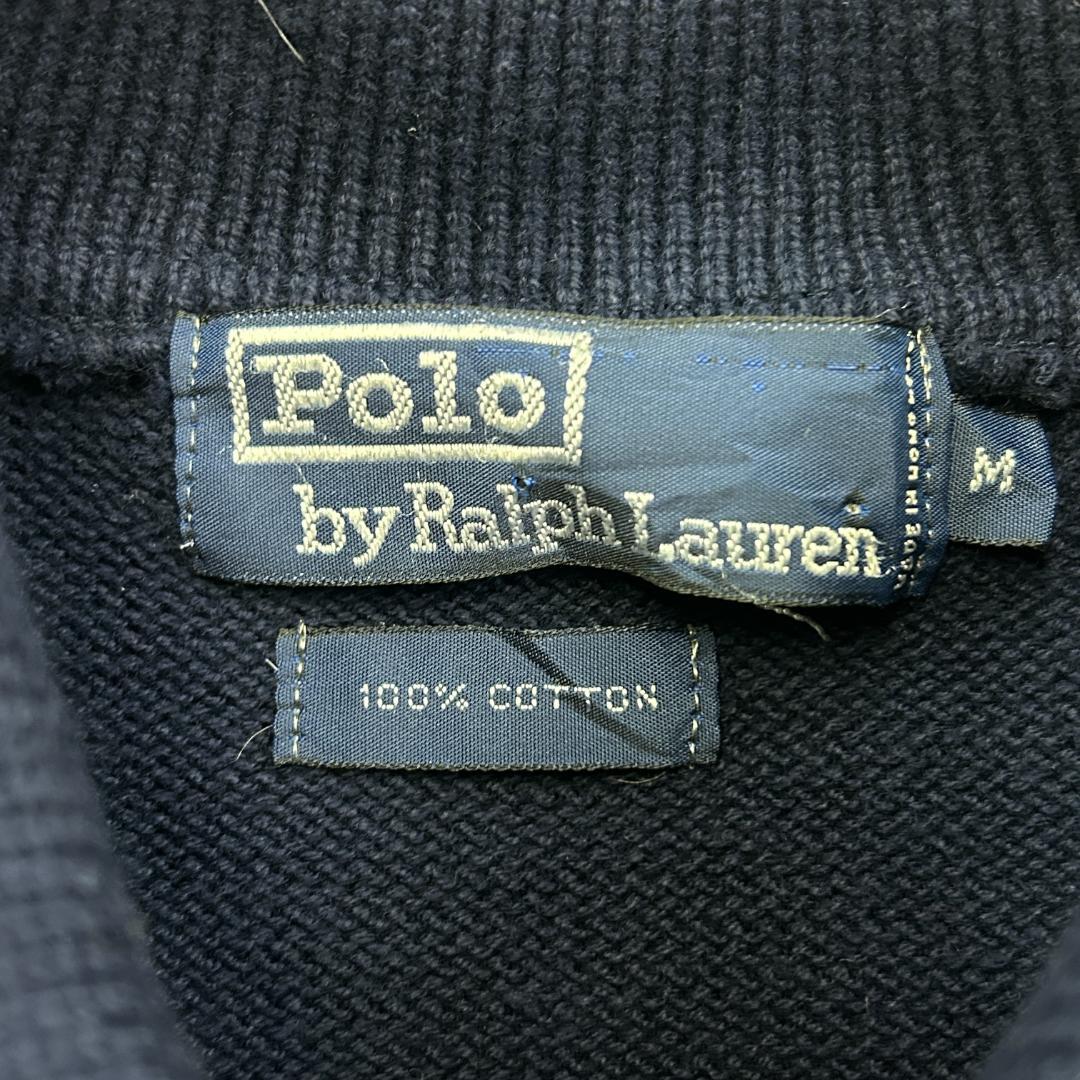 Polo
by Ralph Lauren
M
100% COTTON